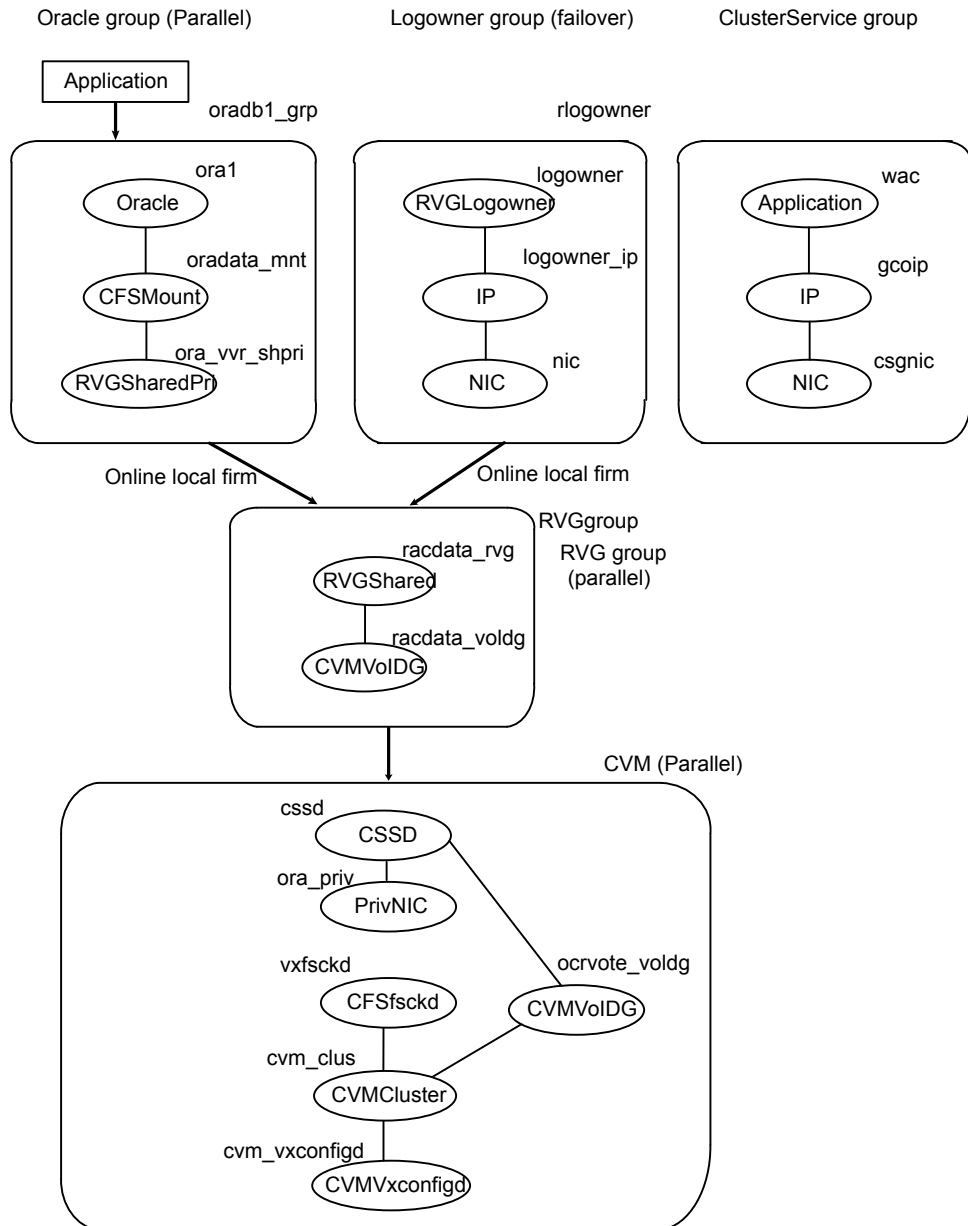 Oracle group (Parallel)
Logowner group (failover)
ClusterService group
Application
oradb1_grp
rlogowner
ora1
Oracle
oradata_mnt
CFSMount
ora_vvr_shpri
RVGSharedPri
logowner
RVGLogowner
logowner_ip
IP
nic
NIC
wac
Application
gcoip
IP
csgnic
NIC
Online local firm
Online local firm
RVGgroup
RVG group
(parallel)
racdata_rvg
RVGShared
racdata_voldg
CVMVolDG
CVM (Parallel)
cssd
CSSD
ora_priv
PrivNIC
vxfsckd
CFSfsckd
ocrvote_voldg
CVMVolDG
cvm_clus
CVMCluster
cvm_vxconfigd
CVMVxconfigd